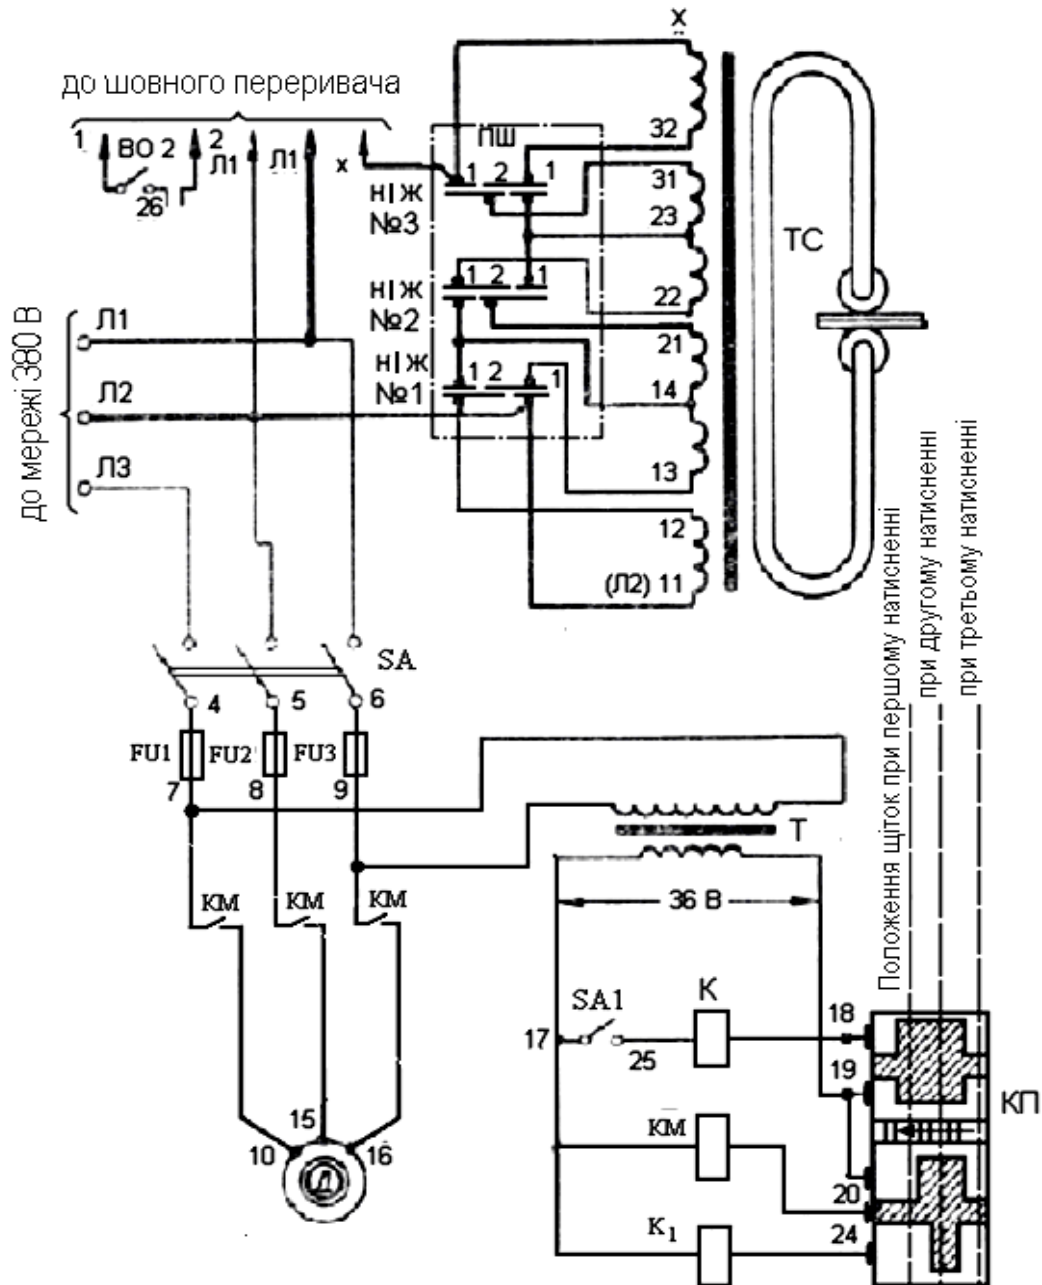 X
до шовного переривача
1 ВО 2 2 Л1 Л1 x
26
ПШ
32
1 2 1
ніж
№3
31
23
ТС
1 2 1
ніж
№2
22
21
до мережі 380 В
Л1
Л2
Л3
ніж
№1
1 2 1
14
13
12
(Л2) 11
SA
4 5 6
FU1 FU2 FU3
7 8 9
Т
36 В
КМ КМ КМ
Положення щіток при першому натисненні
при другому натисненні
при третьому натисненні
SA1
К
17
25
18
19
КП
КМ
20
К1
24
15
10
16
Д